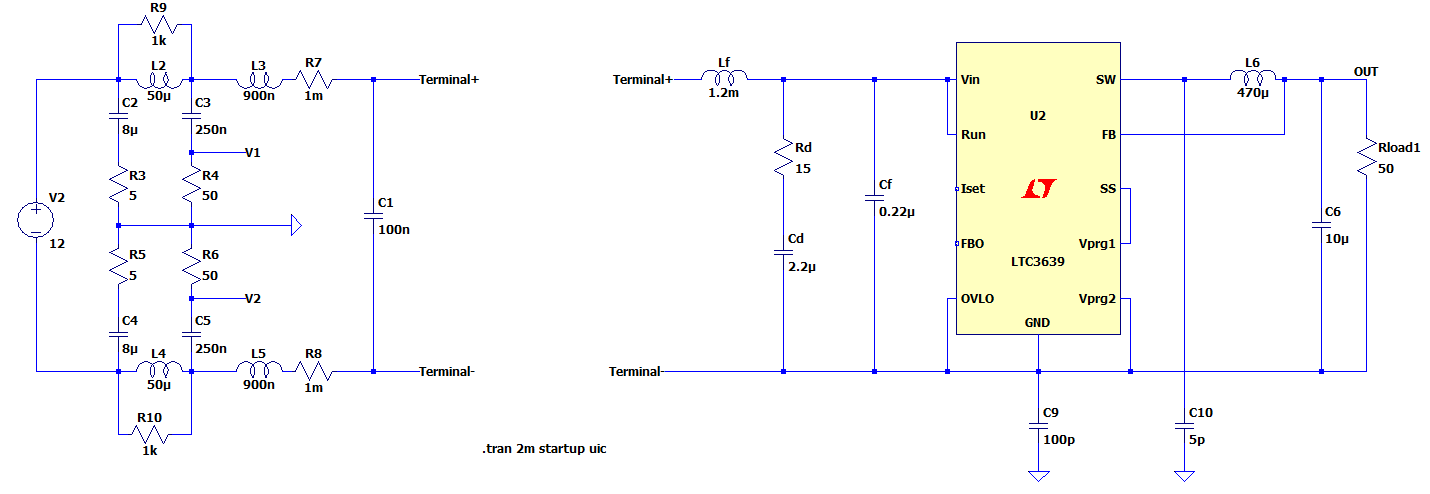 R9
1k
L2
50µ
L3
900n
R7
1m
Terminal+
C2
8µ
C3
250n
V1
R3
5
R4
50
V2
12
C1
100n
R5
5
R6
50
V2
C4
8µ
C5
250n
L4
50µ
L5
900n
R8
1m
Terminal-
R10
1k
.tran 2m startup uic
Terminal+
Lf
1.2m
Rd
15
Cf
0.22µ
Cd
2.2µ
Terminal-
Vin
SW
U2
Run
FB
Iset
SS
FBO
Vprg1
LTC3639
OVLO
Vprg2
GND
L6
470µ
OUT
Rload1
50
C6
10µ
C9
100p
C10
5p